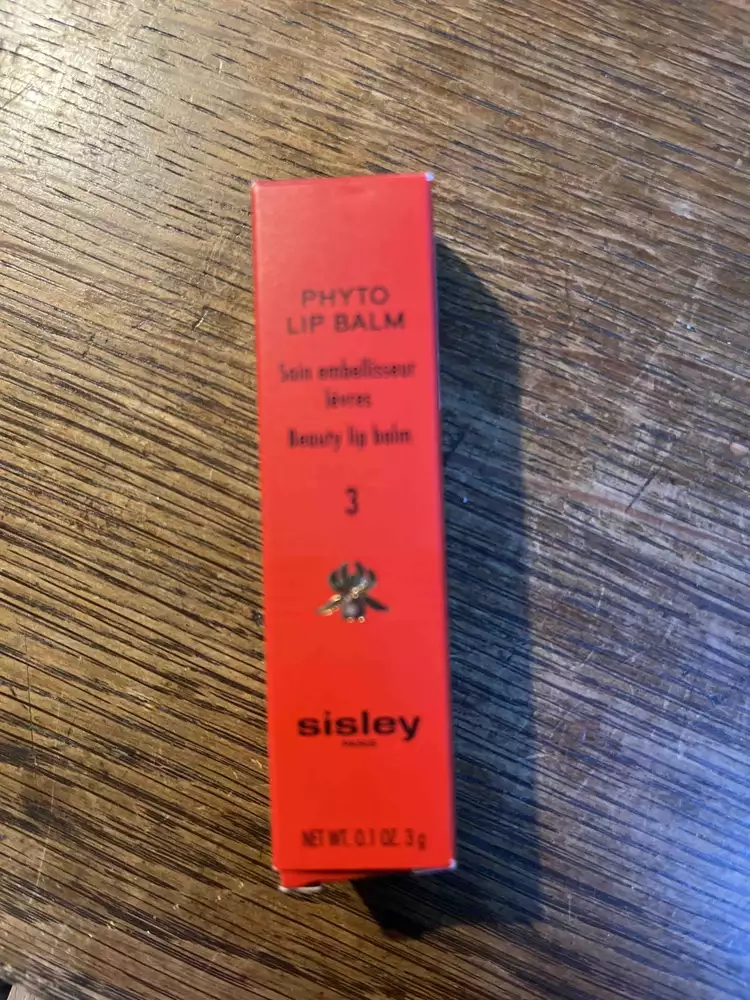 PHYTO
LIP BALM
Soin embellisseur
lèvres
Beauty lip balm
3
sisley
PARIS
NET WT. 0.1 OZ. 3 g